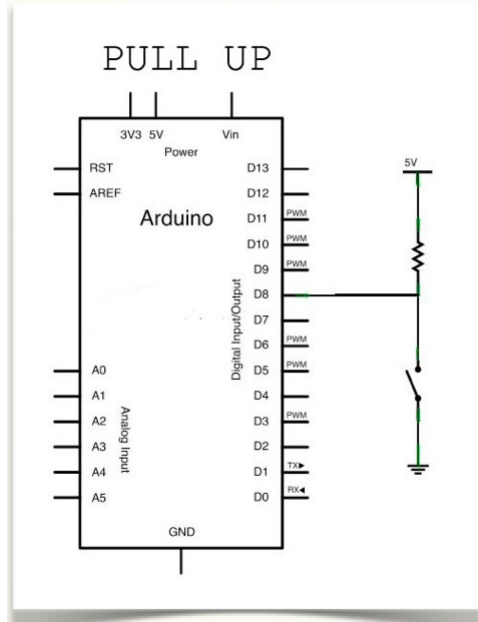 PULL UP
3V3 5V Vin
Power
RST D13
AREF D12
Arduino
D11 PWM
D10 PWM
D9 PWM
D8
Digital Input/Output
D7
D6 PWM
A0 D5 PWM
A1 D4
Analog Input
A2 D3 PWM
A3 D2
A4 D1 TX▶
A5 D0 RX◀
GND
5V